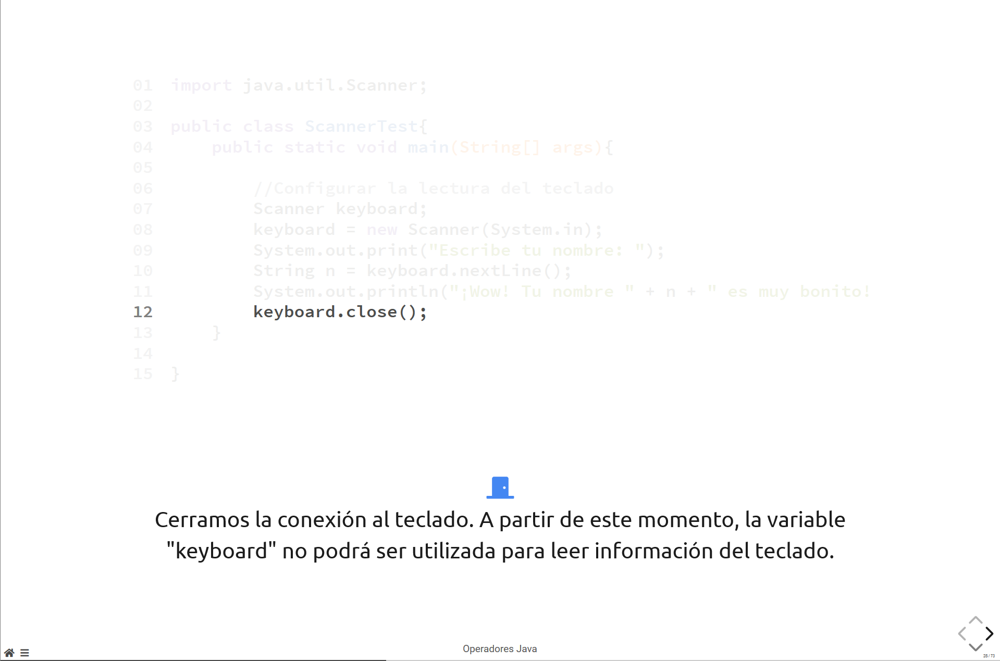 01 import java.util.Scanner;
02
03 public class ScannerTest{
04 public static void main(String[] args){
05
06 //Configurar la lectura del teclado
07 Scanner keyboard;
08 keyboard = new Scanner(System.in);
09 System.out.print("Escribe tu nombre: ");
10 String n = keyboard.nextLine();
11 System.out.println("¡Wow! Tu nombre " + n + " es muy bonito!
12 keyboard.close();
13 }
14
15 }
Cerramos la conexión al teclado. A partir de este momento, la variable
"keyboard" no podrá ser utilizada para leer información del teclado.
Operadores Java
28 / 73